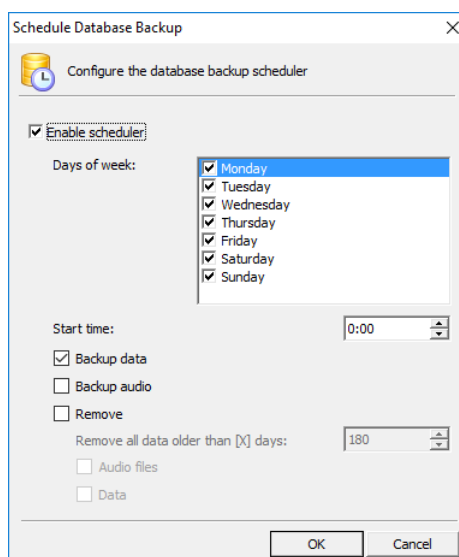 Schedule Database Backup
Configure the database backup scheduler
Enable scheduler
Days of week:
Monday
Tuesday
Wednesday
Thursday
Friday
Saturday
Sunday
Start time: 0:00
Backup data
Backup audio
Remove
Remove all data older than [X] days: 180
Audio files
Data
OK Cancel